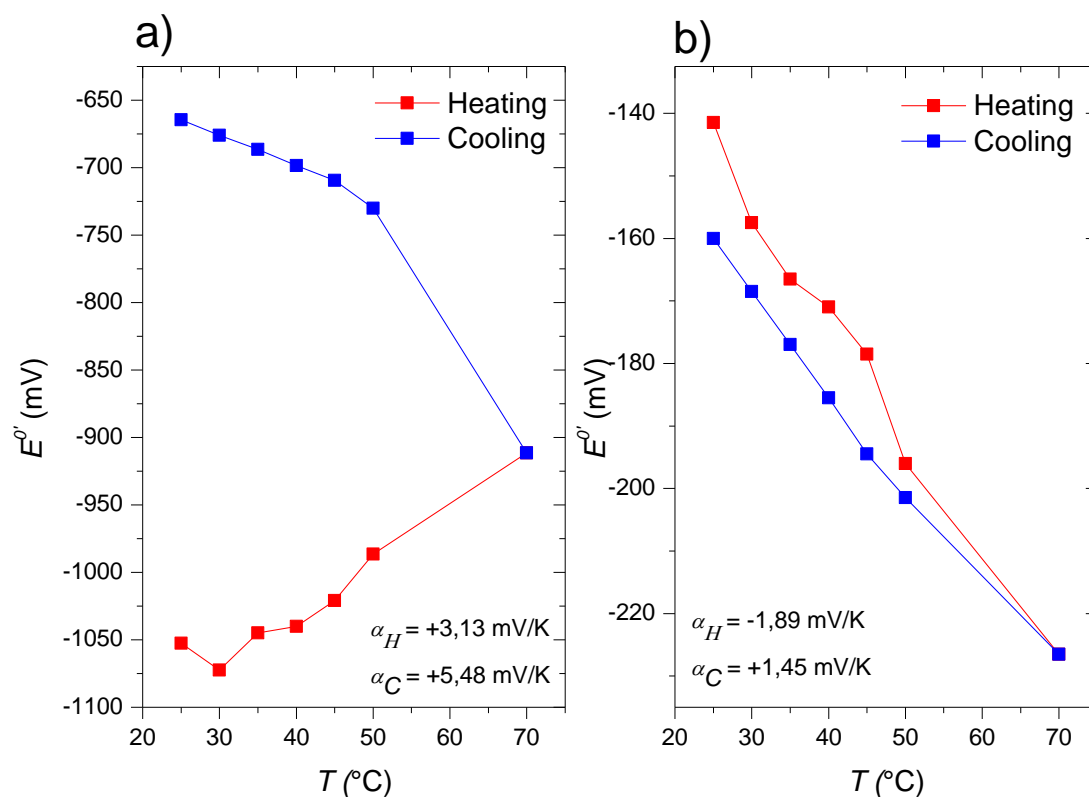 a)
Heating
Cooling
-650
-700
-750
-800
-850
-900
-950
-1000
-1050
-1100
E0' (mV)
αH = +3,13 mV/K
αC = +5,48 mV/K
20 30 40 50 60 70
T (°C)
b)
Heating
Cooling
-140
-160
-180
-200
-220
E0' (mV)
αH = -1,89 mV/K
αC = +1,45 mV/K
20 30 40 50 60 70
T (°C)